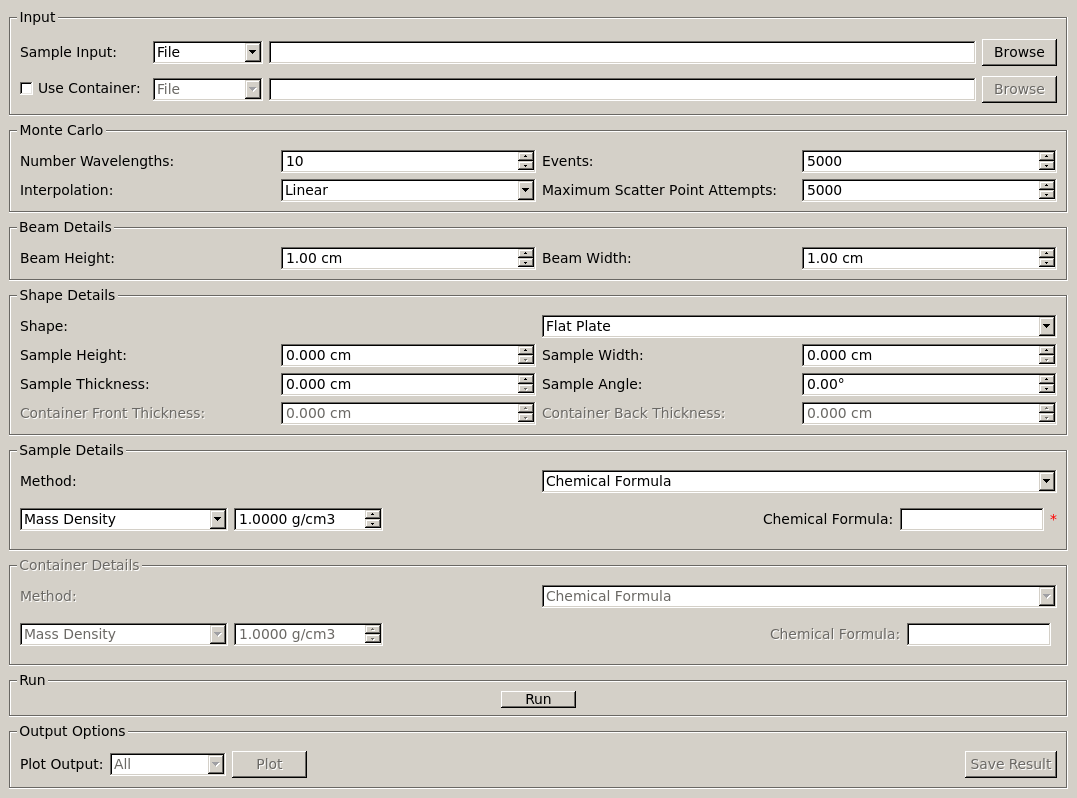 Input
Sample Input: File Browse
Use Container: File Browse
Monte Carlo
Number Wavelengths: 10 Events: 5000
Interpolation: Linear Maximum Scatter Point Attempts: 5000
Beam Details
Beam Height: 1.00 cm Beam Width: 1.00 cm
Shape Details
Shape: Flat Plate
Sample Height: 0.000 cm Sample Width: 0.000 cm
Sample Thickness: 0.000 cm Sample Angle: 0.00°
Container Front Thickness: 0.000 cm Container Back Thickness: 0.000 cm
Sample Details
Method: Chemical Formula
Mass Density 1.0000 g/cm3 Chemical Formula: *
Container Details
Method: Chemical Formula
Mass Density 1.0000 g/cm3 Chemical Formula:
Run
Run
Output Options
Plot Output: All Plot Save Result